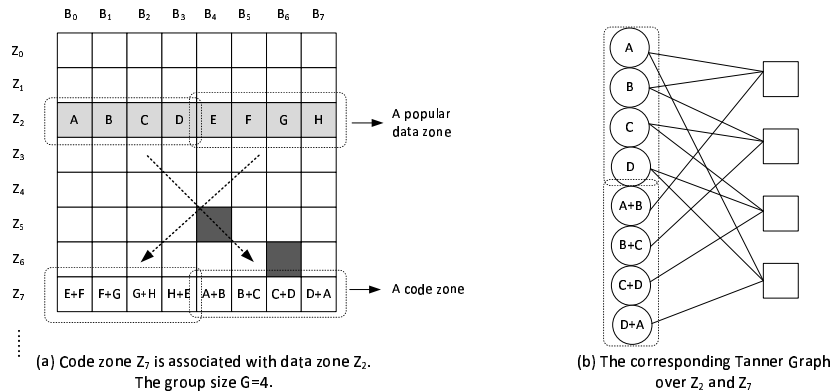 B0 B1 B2 B3 B4 B5 B6 B7
Z0
Z1
Z2 A B C D E F G H
A popular
data zone
Z3
Z4
Z5
Z6
Z7 E+F F+G G+H H+E A+B B+C C+D D+A
A code zone
(a) Code zone Z7 is associated with data zone Z2.
The group size G=4.
A
B
C
D
A+B
B+C
C+D
D+A
(b) The corresponding Tanner Graph
over Z2 and Z7